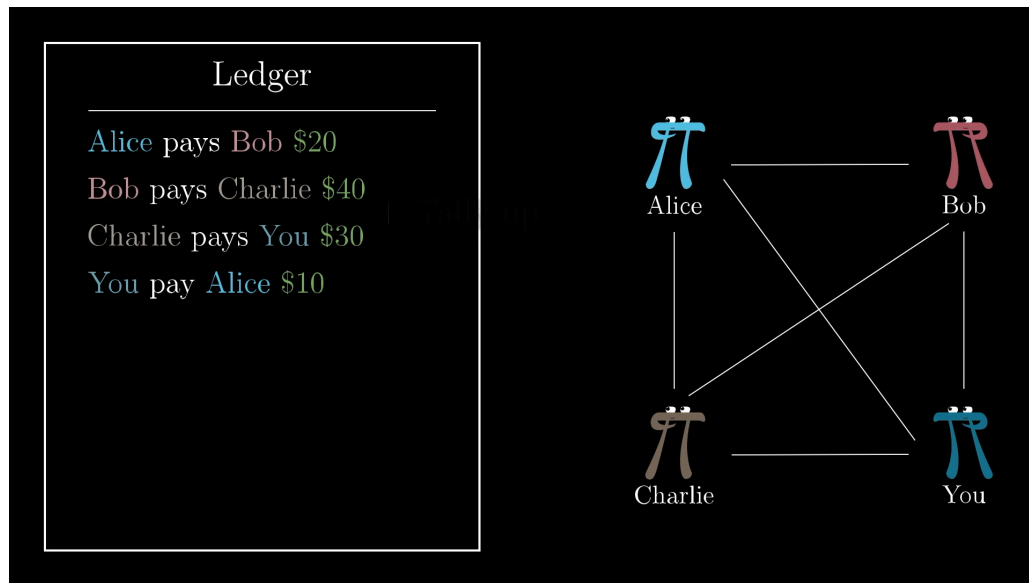 Ledger
Alice pays Bob $20
Bob pays Charlie $40
Charlie pays You $30
You pay Alice $10
Alice
Bob
Charlie
You